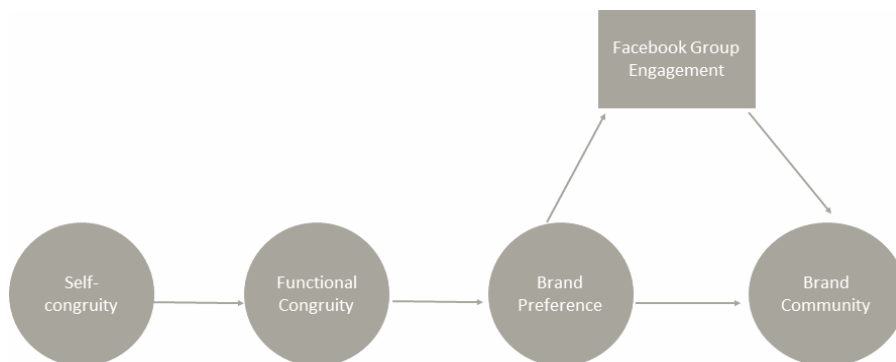 Facebook Group
Engagement
Self-
congruity
Functional
Congruity
Brand
Preference
Brand
Community